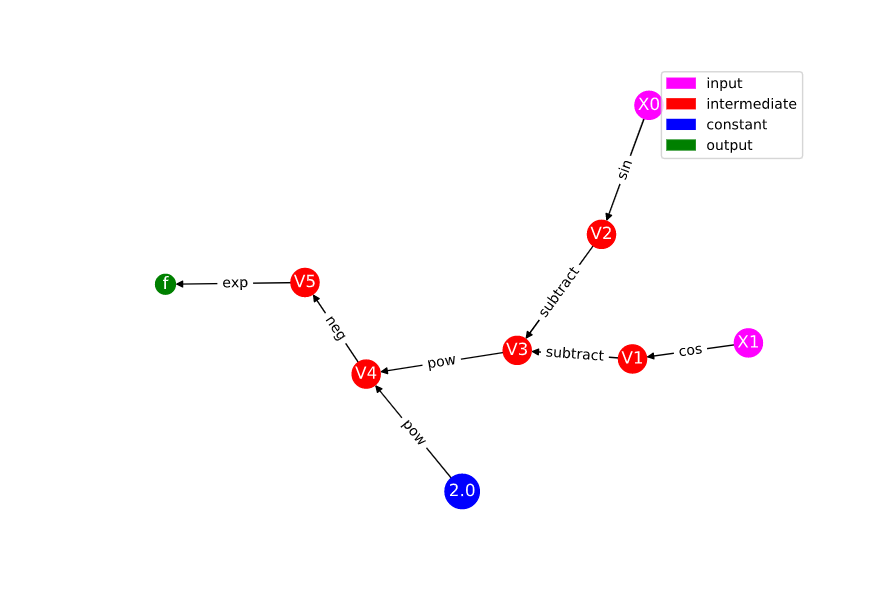 X0
input
intermediate
constant
output
sin
V2
f
exp
V5
subtract
neg
V3
subtract
V1
cos
X1
pow
V4
pow
2.0